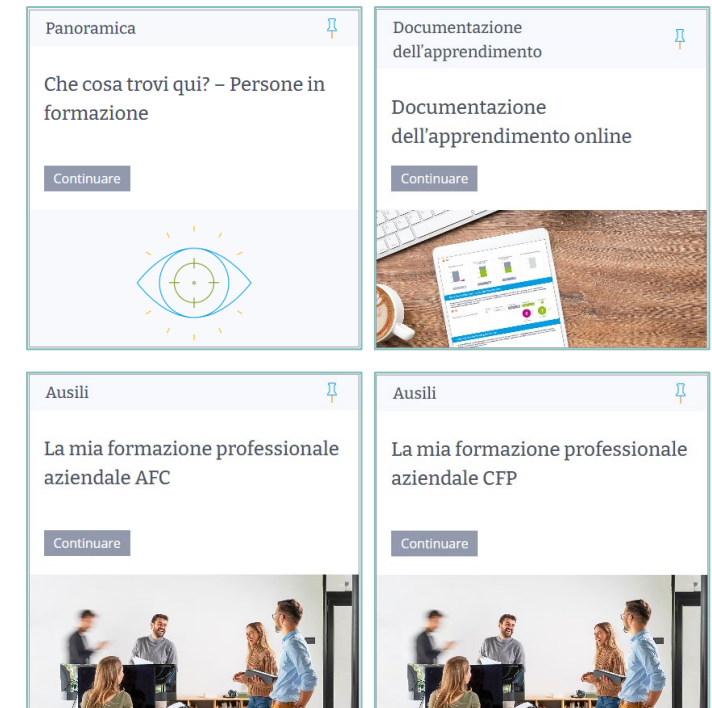 Panoramica
Che cosa trovi qui? – Persone in
formazione
Continuare
Documentazione
dell’apprendimento
Documentazione
dell’apprendimento online
Continuare
Ausili
La mia formazione professionale
aziendale AFC
Continuare
Ausili
La mia formazione professionale
aziendale CFP
Continuare